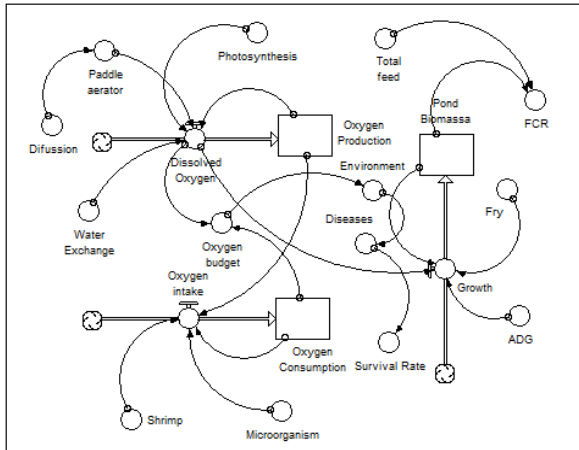 Photosynthesis
Total
feed
Paddle
aerator
FCR
Pond
Biomassa
Oxygen
Production
Difussion
Dissolved
Oxygen
Environment
Diseases
Fry
Water
Exchange
Oxygen
budget
Oxygen
intake
Growth
Oxygen
Consumption
Survival Rate
ADG
Shrimp
Microorganism